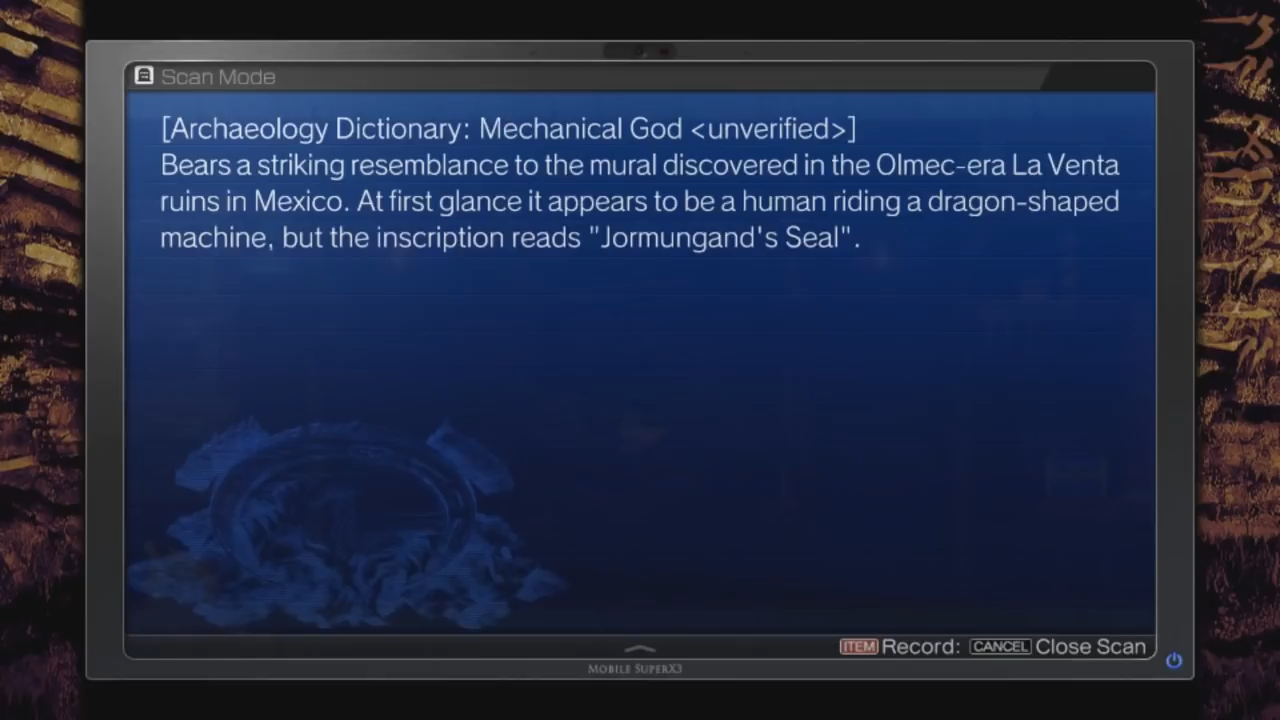 Scan Mode
[Archaeology Dictionary: Mechanical God <unverified>]
Bears a striking resemblance to the mural discovered in the Olmec-era La Venta
ruins in Mexico. At first glance it appears to be a human riding a dragon-shaped
machine, but the inscription reads "Jormungand's Seal".
ITEM Record: CANCEL Close Scan
MOBILE SUPERX3